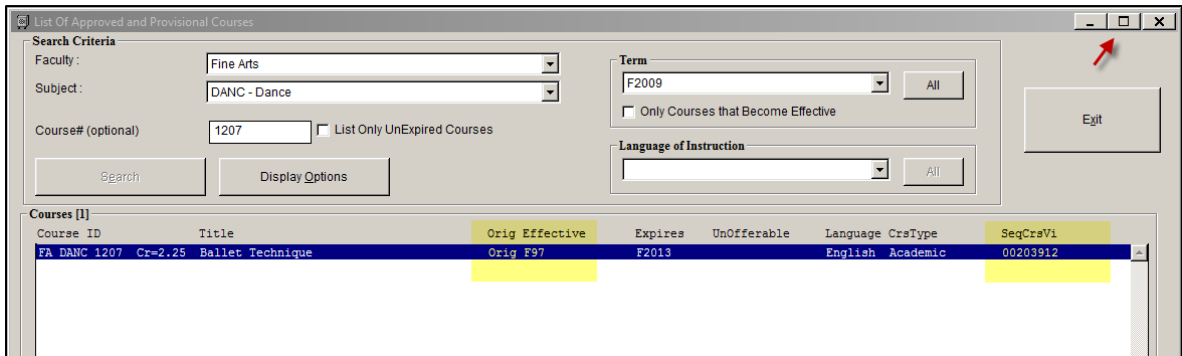 List Of Approved and Provisional Courses
Search Criteria
Faculty :
Fine Arts
Subject :
DANC - Dance
Course# (optional)
1207
List Only UnExpired Courses
Search
Display Options
Term
F2009
All
Only Courses that Become Effective
Language of Instruction
All
Exit
Courses [1]
Course ID Title Orig Effective Expires UnOfferable Language CrsType SeqCrsVi
FA DANC 1207 Cr=2.25 Ballet Technique Orig F97 F2013 English Academic 00203912